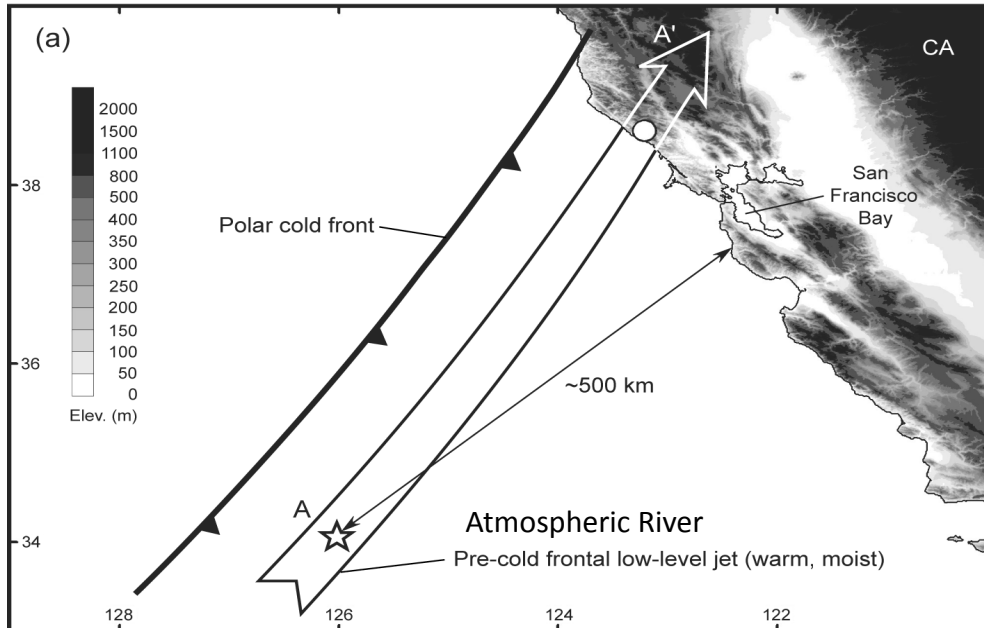 (a)
A'
CA
2000
1500
1100
800
500
400
350
300
250
200
150
100
50
0
Elev. (m)
38
36
34
Polar cold front
San
Francisco
Bay
~500 km
A
Atmospheric River
Pre-cold frontal low-level jet (warm, moist)
128
126
124
122